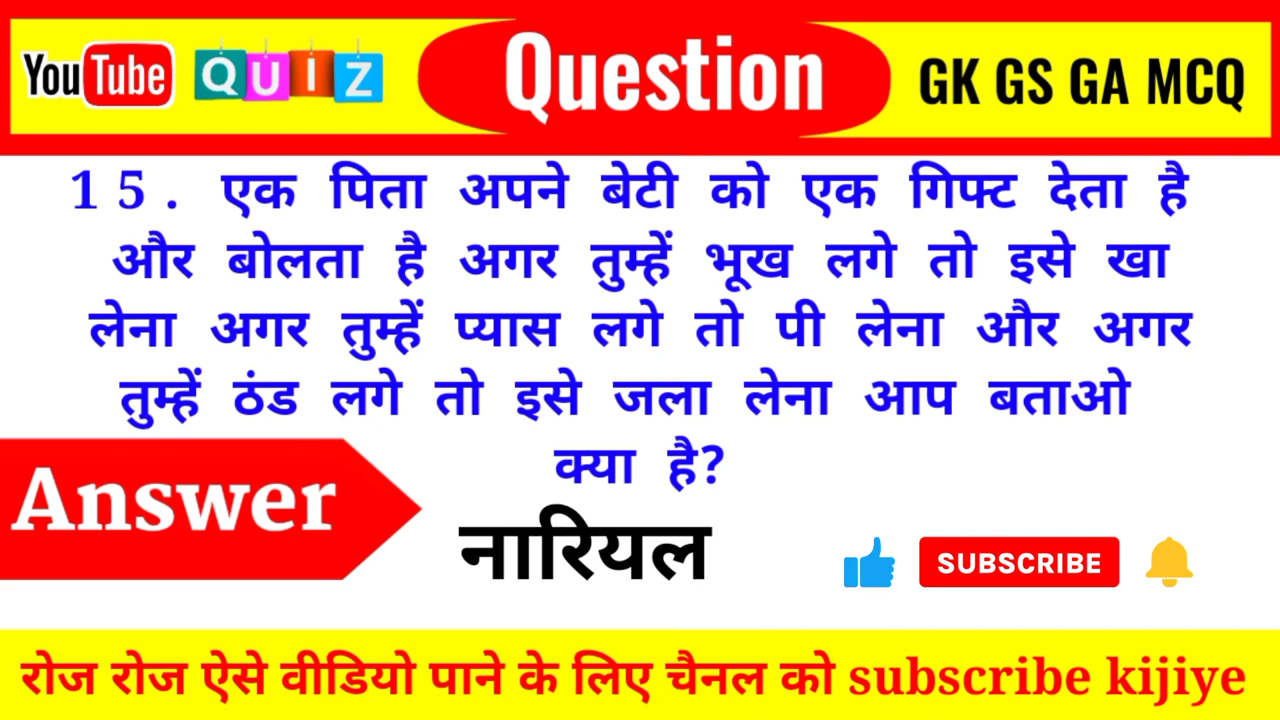 YouTube QUIZ Question GK GS GA MCQ
15. एक पिता अपने बेटी को एक गिफ्ट देता है
और बोलता है अगर तुम्हें भूख लगे तो इसे खा
लेना अगर तुम्हें प्यास लगे तो पी लेना और अगर
तुम्हें ठंड लगे तो इसे जला लेना आप बताओ
क्या है?
Answer
नारियल
SUBSCRIBE
रोज रोज ऐसे वीडियो पाने के लिए चैनल को subscribe kijiye